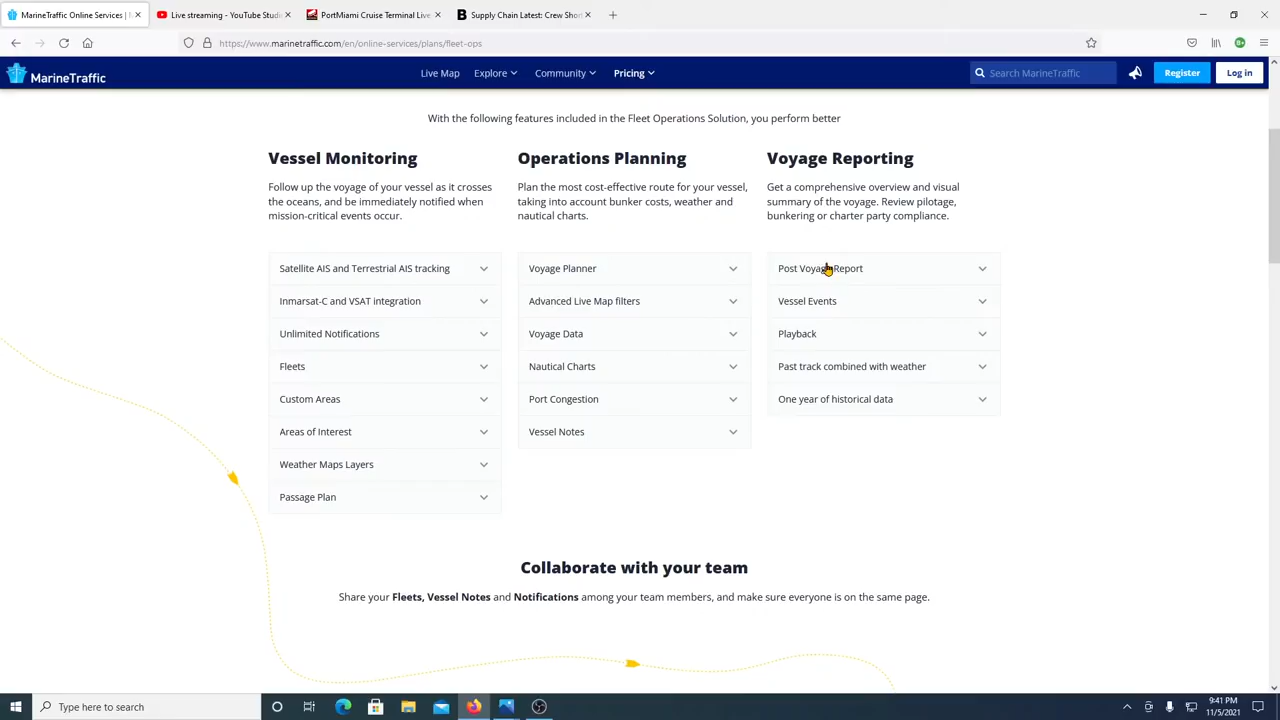 MarineTraffic Online Services | M
Live streaming - YouTube Studi
PortMiami Cruise Terminal Live
Supply Chain Latest: Crew Short
https://www.marinetraffic.com/en/online-services/plans/fleet-ops
MarineTraffic
Live Map
Explore
Community
Pricing
Search MarineTraffic
Register
Log in
With the following features included in the Fleet Operations Solution, you perform better
Vessel Monitoring
Follow up the voyage of your vessel as it crosses
the oceans, and be immediately notified when
mission-critical events occur.
Satellite AIS and Terrestrial AIS tracking
Inmarsat-C and VSAT integration
Unlimited Notifications
Fleets
Custom Areas
Areas of Interest
Weather Maps Layers
Passage Plan
Operations Planning
Plan the most cost-effective route for your vessel,
taking into account bunker costs, weather and
nautical charts.
Voyage Planner
Advanced Live Map filters
Voyage Data
Nautical Charts
Port Congestion
Vessel Notes
Voyage Reporting
Get a comprehensive overview and visual
summary of the voyage. Review pilotage,
bunkering or charter party compliance.
Post Voyage Report
Vessel Events
Playback
Past track combined with weather
One year of historical data
Collaborate with your team
Share your Fleets, Vessel Notes and Notifications among your team members, and make sure everyone is on the same page.
Type here to search
9:41 PM
11/5/2021